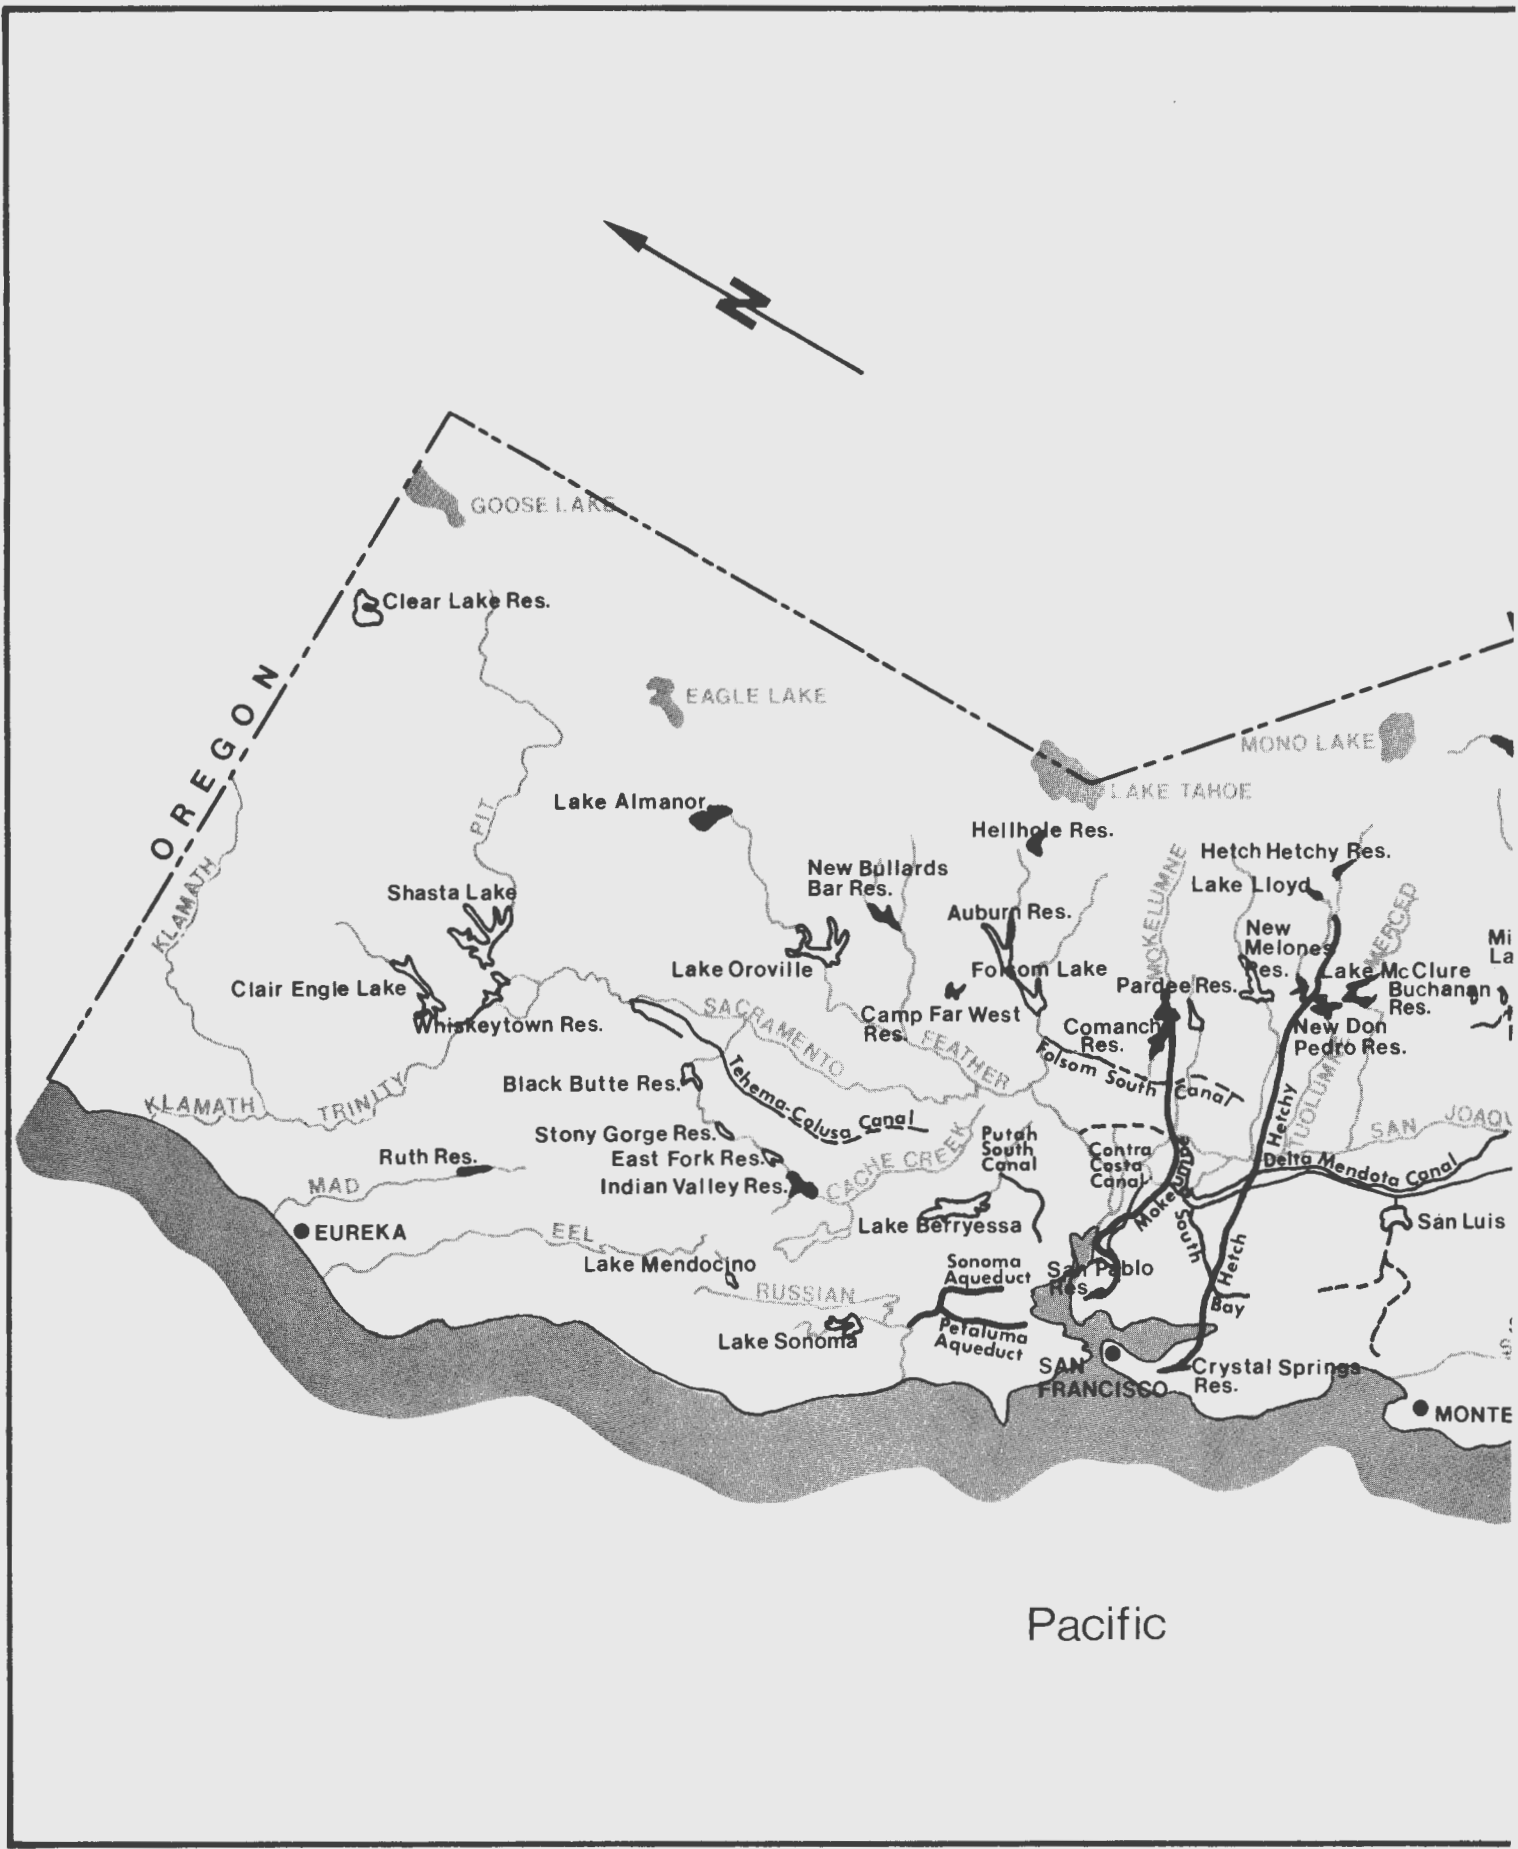 N
GOOSE LAKE
Clear Lake Res.
OREGON
EAGLE LAKE
MONO LAKE
LAKE TAHOE
Lake Almanor
PIT
Hellhole Res.
Hetch Hetchy Res.
KLAMATH
New Bullards
Bar Res.
MOKELUMNE
Lake Lloyd
Shasta Lake
MERCED
Auburn Res.
New
Melones
Res.
Mi
La
Lake Oroville
Folsom Lake
Lake McClure
Clair Engle Lake
Pardee Res.
Buchanan
Res.
Whiskeytown Res.
SACRAMENTO
Camp Far West
Res.
Comanch
Res.
New Don
Pedro Res.
FEATHER
Folsom South Canal
Black Butte Res.
Tehema-Colusa Canal
KLAMATH
TRINITY
Hetchy
TUOLUMNE
SAN JOAQU
Stony Gorge Res.
Putah
South
Canal
Contra
Costa
Canal
Ruth Res.
East Fork Res.
CACHE CREEK
Delta Mendota Canal
MAD
Indian Valley Res.
Mokelumne
EUREKA
EEL
Lake Berryessa
South
San Luis
Lake Mendocino
Sonoma
Aqueduct
San Pablo
Res.
Hetch
RUSSIAN
Bay
Lake Sonoma
Petaluma
Aqueduct
SAN
FRANCISCO
Crystal Springs
Res.
MONTE
Pacific